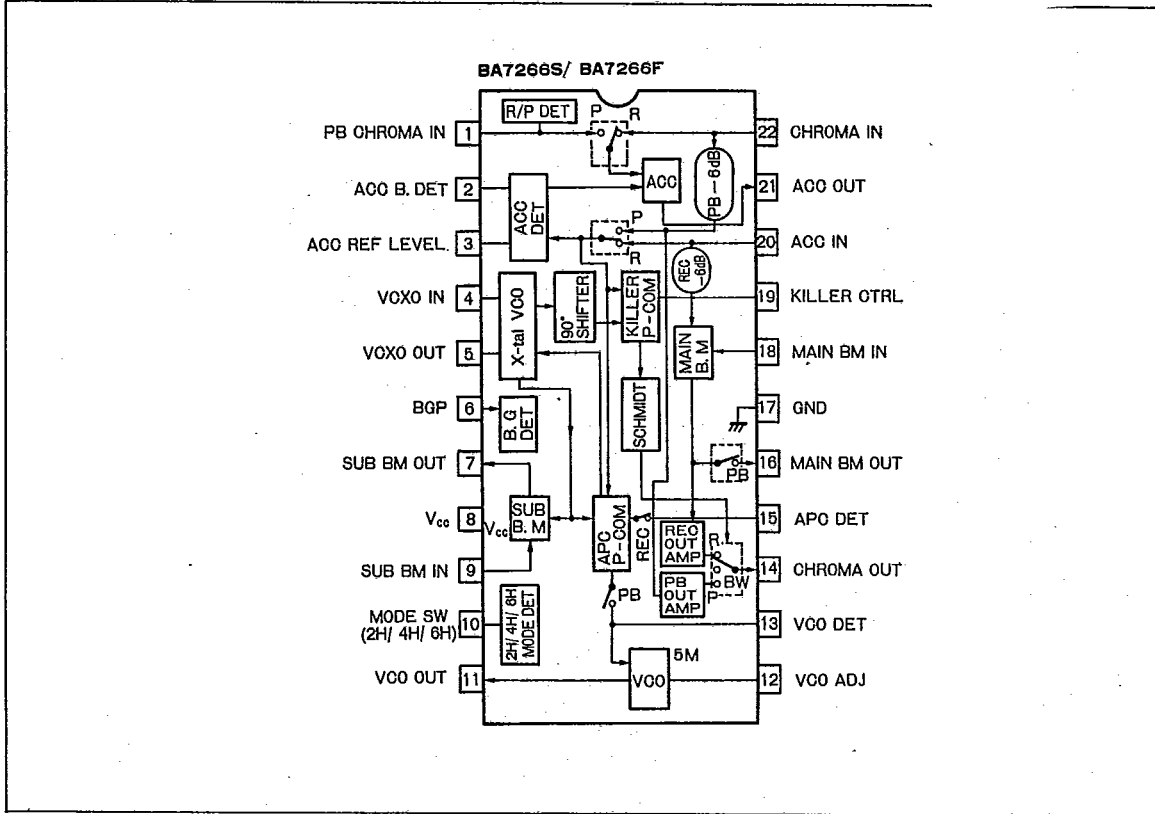 BA7266S/ BA7266F
R/P DET
P
R
PB CHROMA IN 1
22 CHROMA IN
ACC B. DET 2
ACC
PB-6dB
21 ACC OUT
ACC DET
P
R
ACC REF LEVEL. 3
20 ACC IN
REC
-6dB
VCXO IN 4
X-tal VCO
90°
SHIFTER
KILLER
P-COM
19 KILLER CTRL
VCXO OUT 5
MAIN
B. M
18 MAIN BM IN
BGP 6
B. G
DET
SCHMIDT
17 GND
SUB BM OUT 7
PB
16 MAIN BM OUT
Vcc 8
Vcc
SUB
B. M
APC
P-COM
REC
15 APC DET
SUB BM IN 9
REC
OUT
AMP
R
BW
P
14 CHROMA OUT
PB
PB
OUT
AMP
MODE SW
(2H/ 4H/ 6H)
10
2H/ 4H/ 6H
MODE DET
13 VCO DET
VCO OUT 11
VCO
5M
12 VCO ADJ